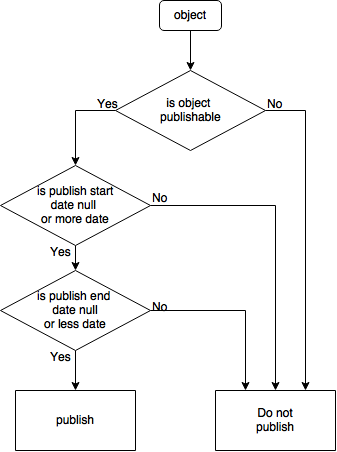 object
is object
publishable
Yes
No
is publish start
date null
or more date
No
Yes
is publish end
date null
or less date
No
Yes
publish
Do not
publish